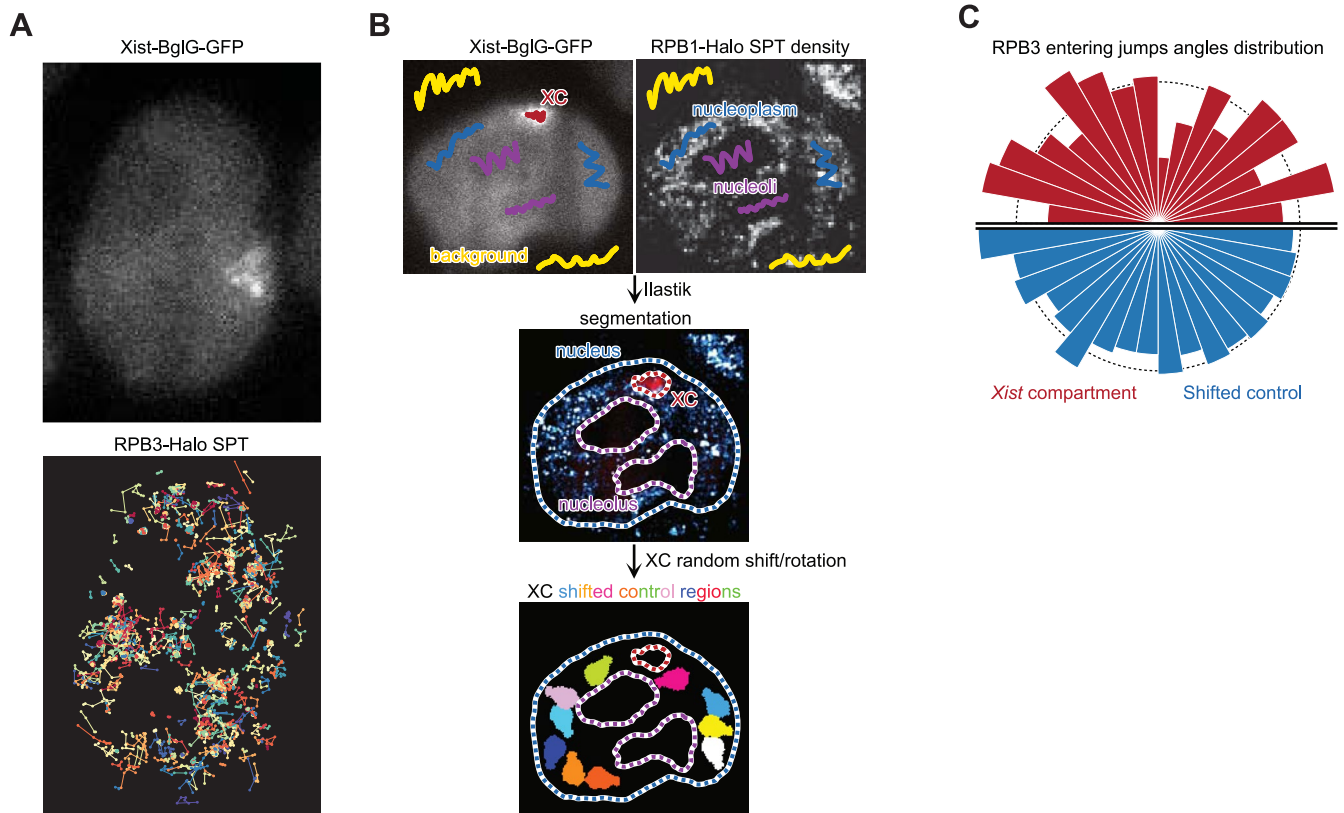 A
Xist-BglG-GFP
RPB3-Halo SPT
B
Xist-BglG-GFP
RPB1-Halo SPT density
XC
nucleoplasm
nucleoli
background
Ilastik
segmentation
nucleus
XC
nucleolus
XC random shift/rotation
XC shifted control regions
C
RPB3 entering jumps angles distribution
Xist compartment
Shifted control